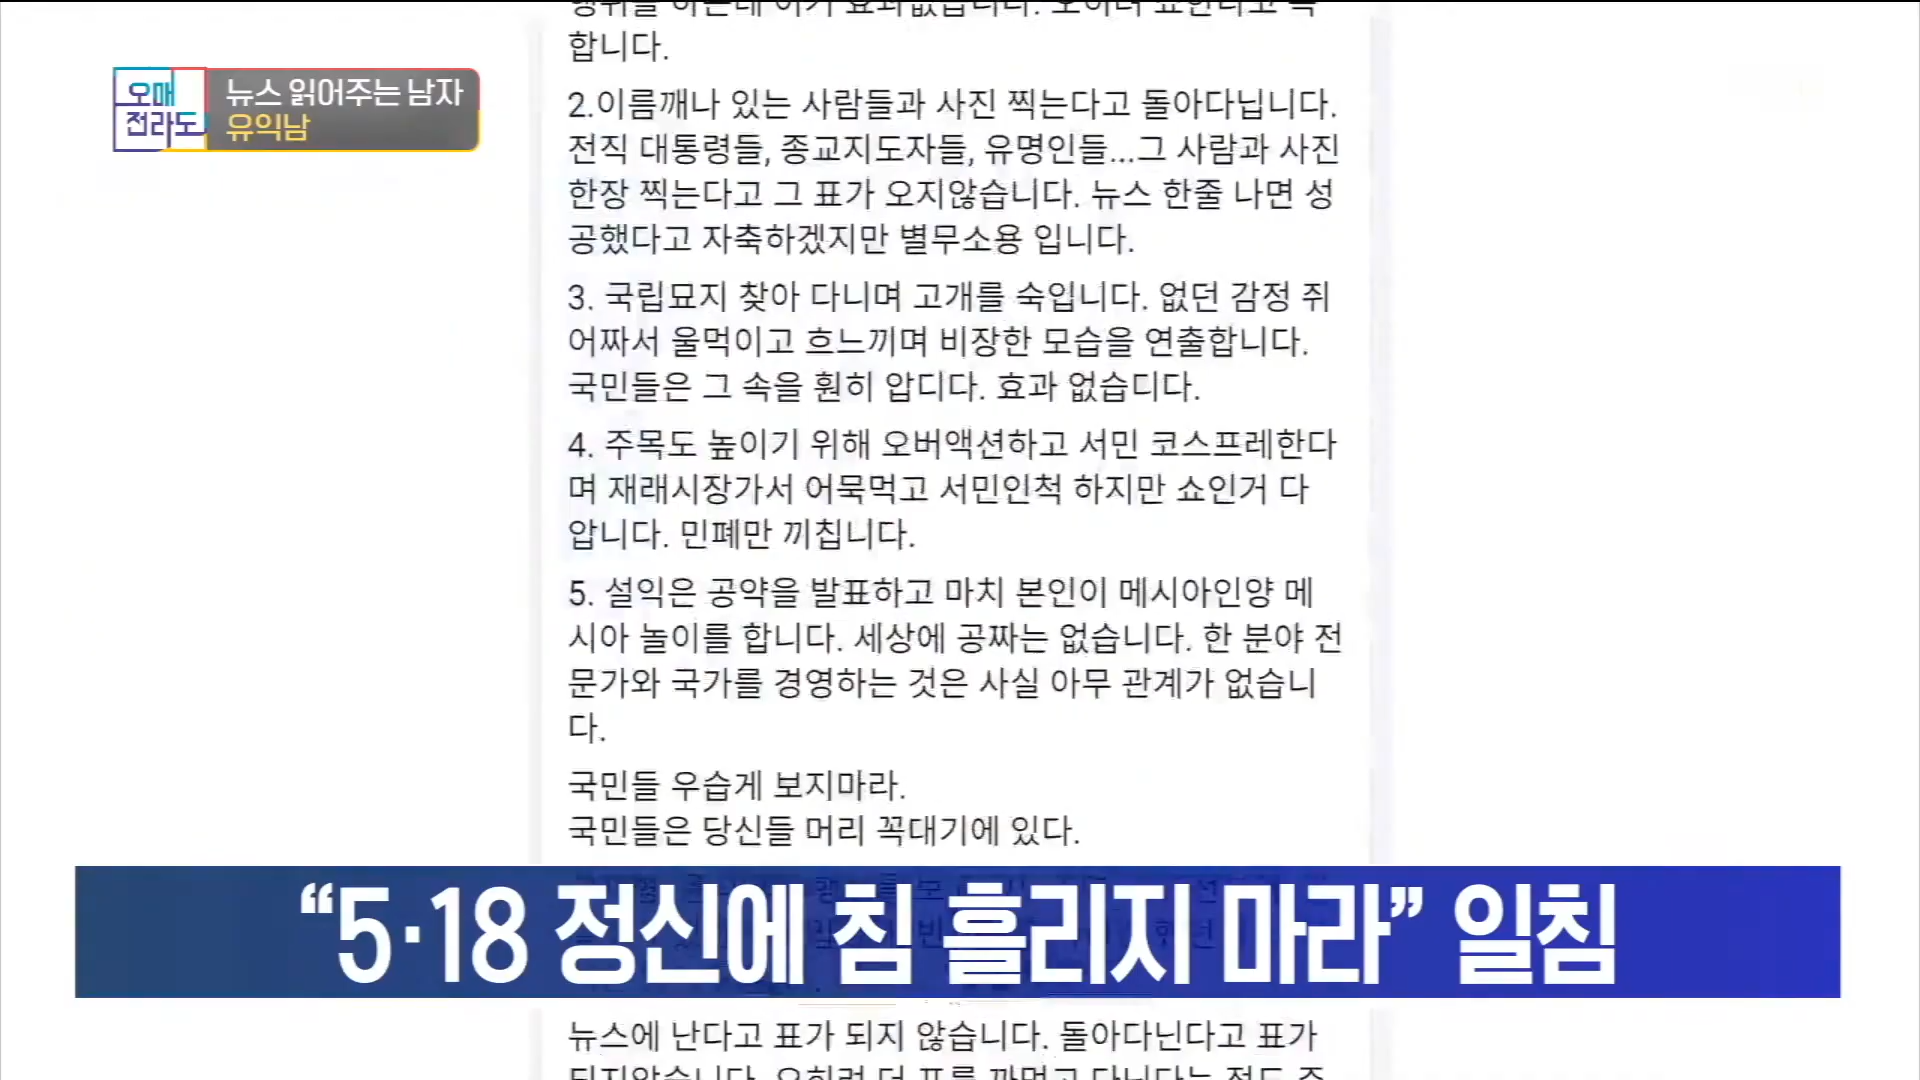 합니다.
오매
전라도
뉴스 읽어주는 남자
유익남
2.이름깨나 있는 사람들과 사진 찍는다고 돌아다닙니다.
전직 대통령들, 종교지도자들, 유명인들...그 사람과 사진
한장 찍는다고 그 표가 오지않습니다. 뉴스 한줄 나면 성
공했다고 자축하겠지만 별무소용 입니다.
3. 국립묘지 찾아 다니며 고개를 숙입니다. 없던 감정 쥐
어짜서 울먹이고 흐느끼며 비장한 모습을 연출합니다.
국민들은 그 속을 훤히 압디다. 효과 없습디다.
4. 주목도 높이기 위해 오버액션하고 서민 코스프레한다
며 재래시장가서 어묵먹고 서민인척 하지만 쇼인거 다
압니다. 민폐만 끼칩니다.
5. 설익은 공약을 발표하고 마치 본인이 메시아인양 메
시아 놀이를 합니다. 세상에 공짜는 없습니다. 한 분야 전
문가와 국가를 경영하는 것은 사실 아무 관계가 없습니
다.
국민들 우습게 보지마라.
국민들은 당신들 머리 꼭대기에 있다.
“5·18 정신에 침 흘리지 마라” 일침
뉴스에 난다고 표가 되지 않습니다. 돌아다닌다고 표가